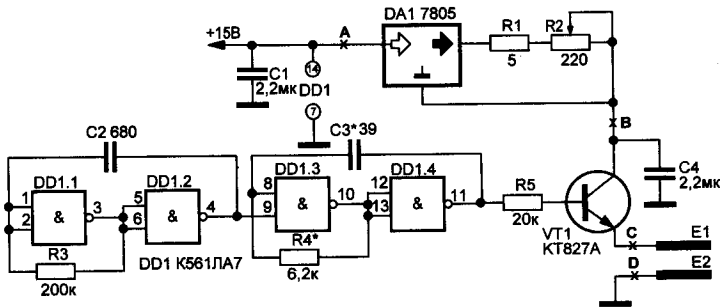 DA1 7805
+15В
A
R1
5
R2
220
C1
2,2мк
14
DD1
7
B
C2 680
C3* 39
C4
2,2мк
DD1.1
1
2
&
3
DD1.2
5
6
&
4
DD1.3
8
9
&
10
DD1.4
12
13
&
11
R5
20к
VT1
КТ827А
C
E1
D
E2
R3
200к
DD1 К561ЛА7
R4*
6,2к